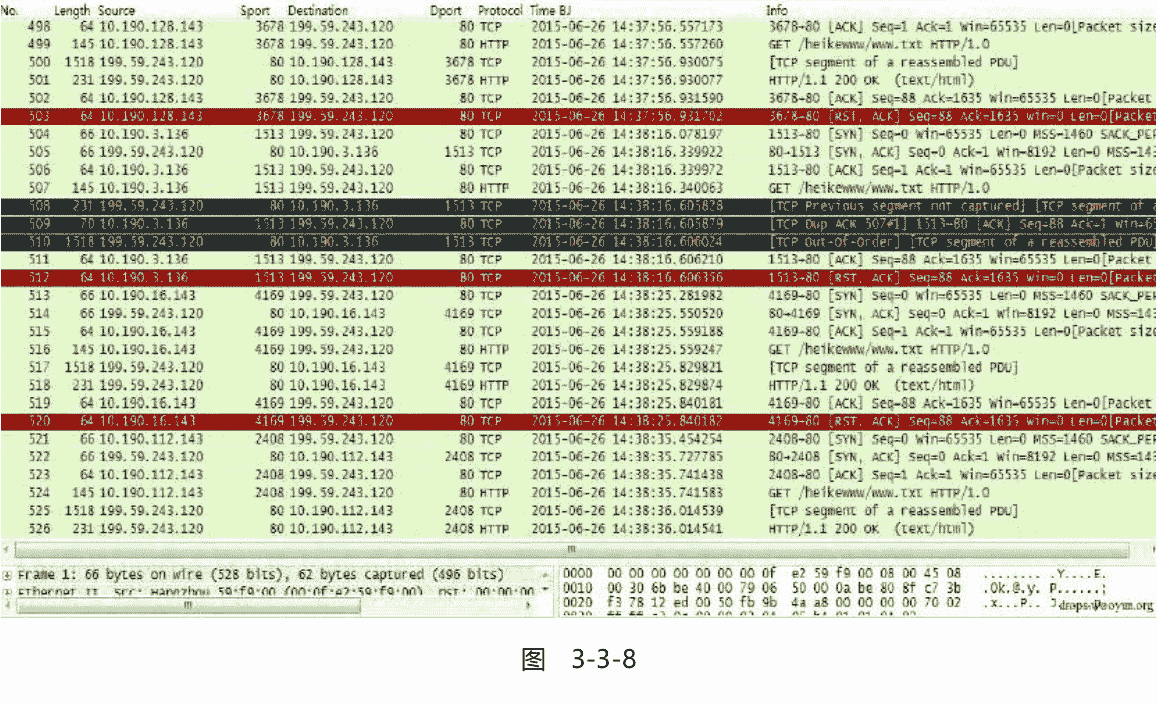 No. Length Source Sport Destination Dport Protocol Time BJ Info
498 64 10.190.128.143 3678 199.59.243.120 80 TCP 2015-06-26 14:37:56.557173 3678→80 [ACK] Seq=1 Ack=1 Win=65535 Len=0[Packet size
499 145 10.190.128.143 3678 199.59.243.120 80 HTTP 2015-06-26 14:37:56.557260 GET /heikewww/www.txt HTTP/1.0
500 1518 199.59.243.120 80 10.190.128.143 3678 TCP 2015-06-26 14:37:56.930075 [TCP segment of a reassembled PDU]
501 231 199.59.243.120 80 10.190.128.143 3678 HTTP 2015-06-26 14:37:56.930077 HTTP/1.1 200 OK (text/html)
502 64 10.190.128.143 3678 199.59.243.120 80 TCP 2015-06-26 14:37:56.931590 3678→80 [ACK] Seq=88 Ack=1635 Win=65535 Len=0[Packet
503 64 10.190.128.143 3678 199.59.243.120 80 TCP 2015-06-26 14:37:56.931702 3678→80 [RST, ACK] Seq=88 Ack=1635 Win=0 Len=0[Packet
504 66 10.190.3.136 1513 199.59.243.120 80 TCP 2015-06-26 14:38:16.078197 1513→80 [SYN] Seq=0 Win=65535 Len=0 MSS=1460 SACK_PER
505 66 199.59.243.120 80 10.190.3.136 1513 TCP 2015-06-26 14:38:16.339922 80→1513 [SYN, ACK] Seq=0 Ack=1 Win=8192 Len=0 MSS=143
506 64 10.190.3.136 1513 199.59.243.120 80 TCP 2015-06-26 14:38:16.339972 1513→80 [ACK] Seq=1 Ack=1 Win=65535 Len=0[Packet size
507 145 10.190.3.136 1513 199.59.243.120 80 HTTP 2015-06-26 14:38:16.340063 GET /heikewww/www.txt HTTP/1.0
508 231 199.59.243.120 80 10.190.3.136 1513 TCP 2015-06-26 14:38:16.605828 [TCP Previous segment not captured] [TCP segment of a
509 70 10.190.3.136 1513 199.59.243.120 80 TCP 2015-06-26 14:38:16.605879 [TCP Dup ACK 507#1] 1513→80 [ACK] Seq=88 Ack=1 Win=65
510 1518 199.59.243.120 80 10.190.3.136 1513 TCP 2015-06-26 14:38:16.606024 [TCP Out-Of-Order] [TCP segment of a reassembled PDU]
511 64 10.190.3.136 1513 199.59.243.120 80 TCP 2015-06-26 14:38:16.606210 1513→80 [ACK] Seq=88 Ack=1635 Win=65535 Len=0[Packet
512 64 10.190.3.136 1513 199.59.243.120 80 TCP 2015-06-26 14:38:16.606356 1513→80 [RST, ACK] Seq=88 Ack=1635 Win=0 Len=0[Packet
513 66 10.190.16.143 4169 199.59.243.120 80 TCP 2015-06-26 14:38:25.281982 4169→80 [SYN] Seq=0 Win=65535 Len=0 MSS=1460 SACK_PER
514 66 199.59.243.120 80 10.190.16.143 4169 TCP 2015-06-26 14:38:25.550520 80→4169 [SYN, ACK] Seq=0 Ack=1 Win=8192 Len=0 MSS=143
515 64 10.190.16.143 4169 199.59.243.120 80 TCP 2015-06-26 14:38:25.559188 4169→80 [ACK] Seq=1 Ack=1 Win=65535 Len=0[Packet size
516 145 10.190.16.143 4169 199.59.243.120 80 HTTP 2015-06-26 14:38:25.559247 GET /heikewww/www.txt HTTP/1.0
517 1518 199.59.243.120 80 10.190.16.143 4169 TCP 2015-06-26 14:38:25.829821 [TCP segment of a reassembled PDU]
518 231 199.59.243.120 80 10.190.16.143 4169 HTTP 2015-06-26 14:38:25.829874 HTTP/1.1 200 OK (text/html)
519 64 10.190.16.143 4169 199.59.243.120 80 TCP 2015-06-26 14:38:25.840181 4169→80 [ACK] Seq=88 Ack=1635 Win=65535 Len=0[Packet
520 64 10.190.16.143 4169 199.59.243.120 80 TCP 2015-06-26 14:38:25.840182 4169→80 [RST, ACK] Seq=88 Ack=1635 Win=0 Len=0[Packet
521 66 10.190.112.143 2408 199.59.243.120 80 TCP 2015-06-26 14:38:35.454254 2408→80 [SYN] Seq=0 Win=65535 Len=0 MSS=1460 SACK_PER
522 66 199.59.243.120 80 10.190.112.143 2408 TCP 2015-06-26 14:38:35.727785 80→2408 [SYN, ACK] Seq=0 Ack=1 Win=8192 Len=0 MSS=143
523 64 10.190.112.143 2408 199.59.243.120 80 TCP 2015-06-26 14:38:35.741438 2408→80 [ACK] Seq=1 Ack=1 Win=65535 Len=0[Packet size
524 145 10.190.112.143 2408 199.59.243.120 80 HTTP 2015-06-26 14:38:35.741583 GET /heikewww/www.txt HTTP/1.0
525 1518 199.59.243.120 80 10.190.112.143 2408 TCP 2015-06-26 14:38:36.014539 [TCP segment of a reassembled PDU]
526 231 199.59.243.120 80 10.190.112.143 2408 HTTP 2015-06-26 14:38:36.014541 HTTP/1.1 200 OK (text/html)
Frame 1: 66 bytes on wire (528 bits), 62 bytes captured (496 bits)
Ethernet II, Src: Hangzhou_59:f9:00 (00:0f:e2:59:f9:00), Dst: 00:00:00
0000 00 00 00 00 00 00 00 0f e2 59 f9 00 08 00 45 08 ........ .Y....E.
0010 00 30 6b be 40 00 79 06 50 00 0a be 80 8f c7 3b .0k.@.y. P......;
0020 f3 78 12 ed 00 50 fb 9b 4a a8 00 00 00 00 70 02 .x...P..
图 3-3-8